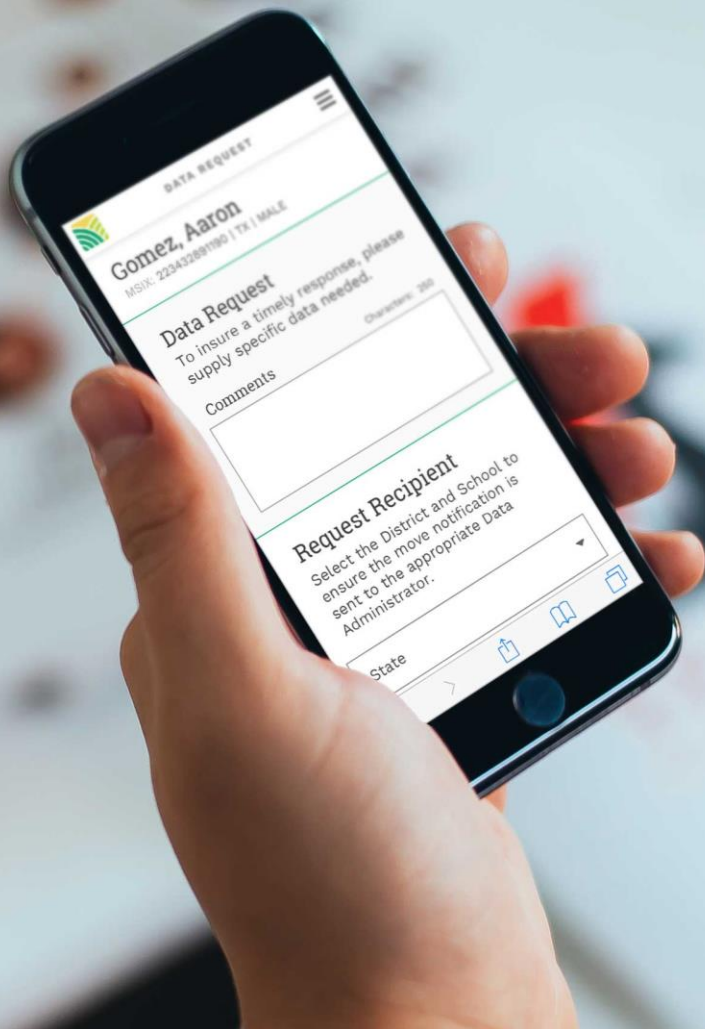 DATA REQUEST
Gomez, Aaron
MSIX: 223432891190 | TX | MALE
Data Request
To insure a timely response, please
supply specific data needed.
Characters: 250
Comments
Request Recipient
Select the District and School to
ensure the move notification is
sent to the appropriate Data
Administrator.
State